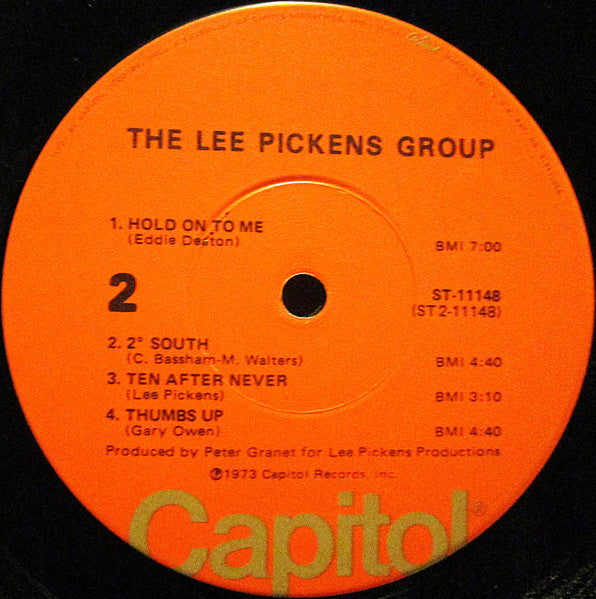 THE LEE PICKENS GROUP
1. HOLD ON TO ME
(Eddie Deaton)
BMI 7:00
2
ST-11148
(ST 2-11148)
2. 2° SOUTH
(C. Bassham-M. Walters)
BMI 4:40
3. TEN AFTER NEVER
(Lee Pickens)
BMI 3:10
4. THUMBS UP
(Gary Owen)
BMI 4:40
Produced by Peter Granet for Lee Pickens Productions
Ⓟ1973 Capitol Records, Inc.
Capitol®